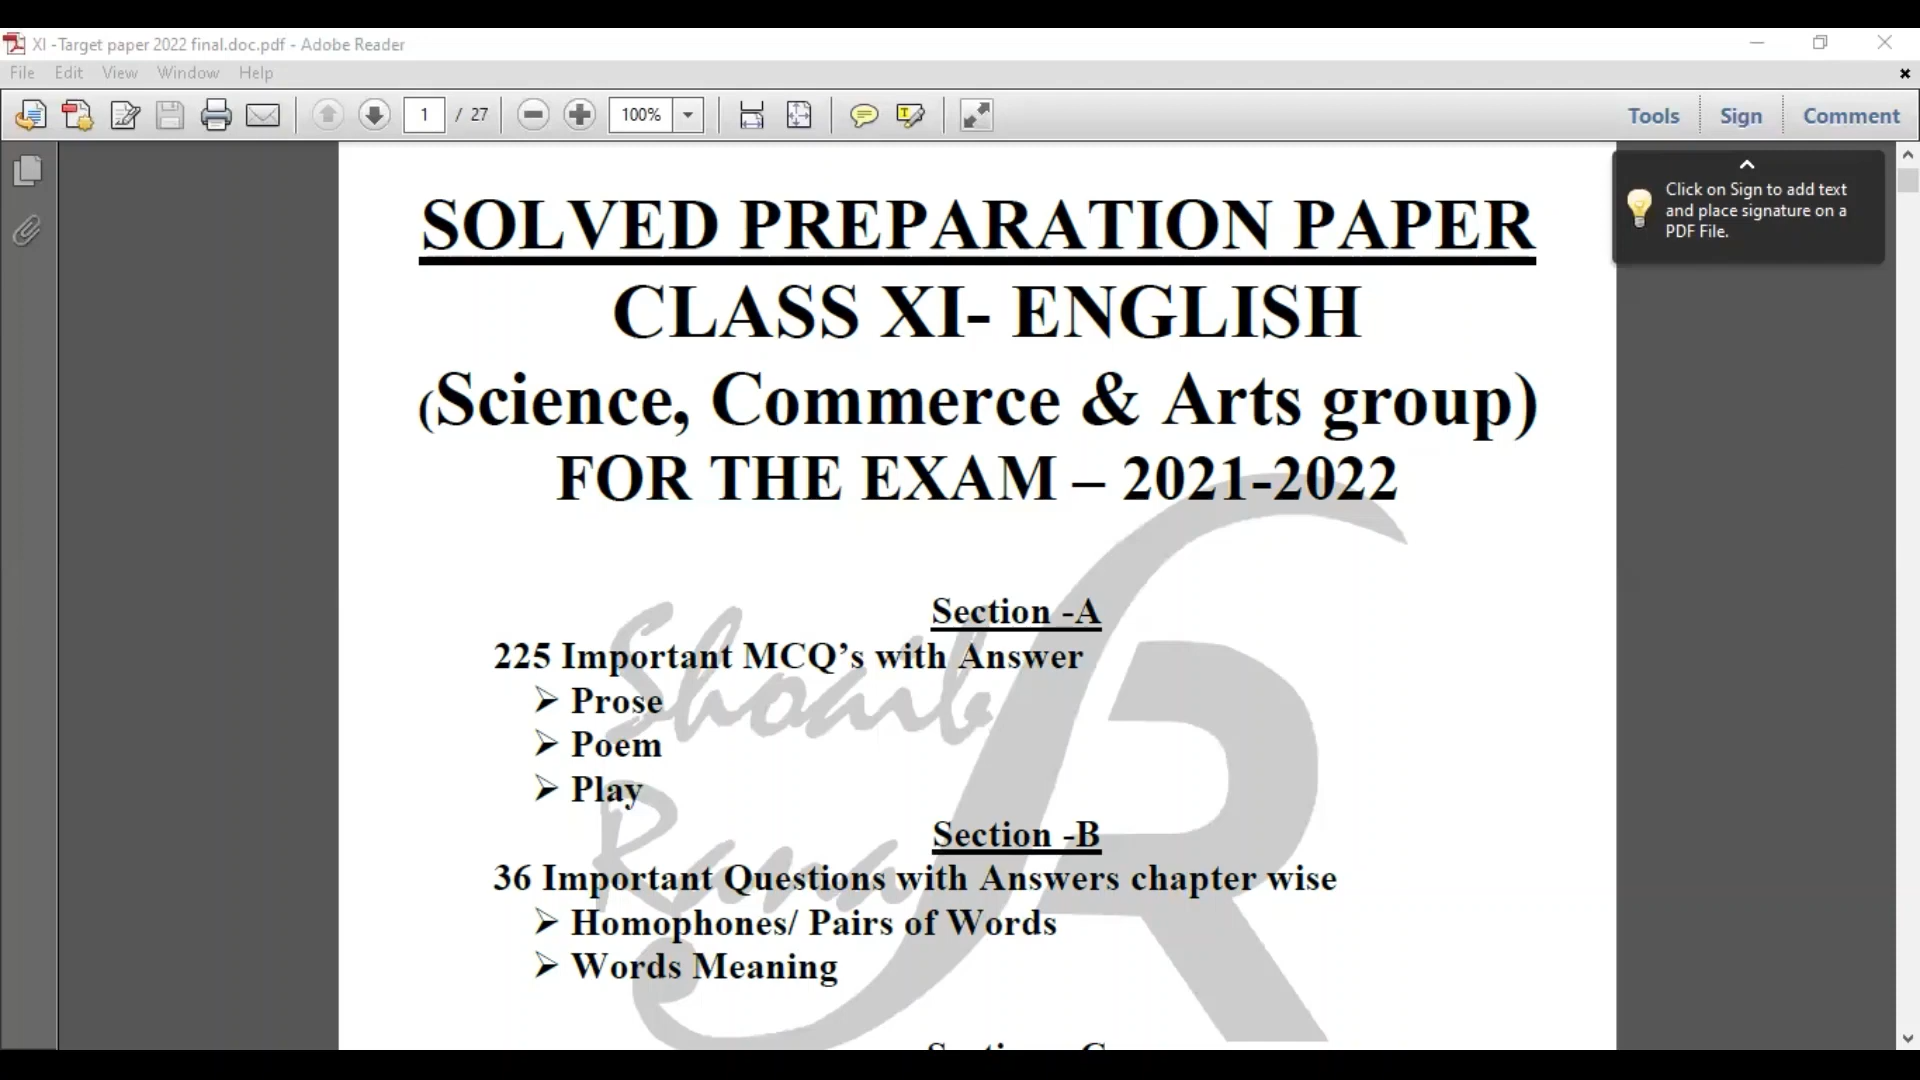 XI -Target paper 2022 final.doc.pdf - Adobe Reader
File Edit View Window Help
1 / 27 100% Tools Sign Comment
Click on Sign to add text
and place signature on a
PDF File.
SOLVED PREPARATION PAPER
CLASS XI- ENGLISH
(Science, Commerce & Arts group)
FOR THE EXAM – 2021-2022
Section -A
225 Important MCQ’s with Answer
➢ Prose
➢ Poem
➢ Play
Section -B
36 Important Questions with Answers chapter wise
➢ Homophones/ Pairs of Words
➢ Words Meaning
Shoaib
Rana
SR